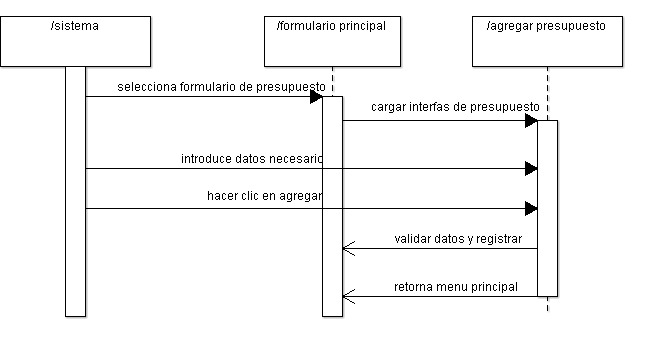 /sistema
/formulario principal
/agregar presupuesto
selecciona formulario de presupuesto
cargar interfas de presupuesto
introduce datos necesario
hacer clic en agregar
validar datos y registrar
retorna menu principal